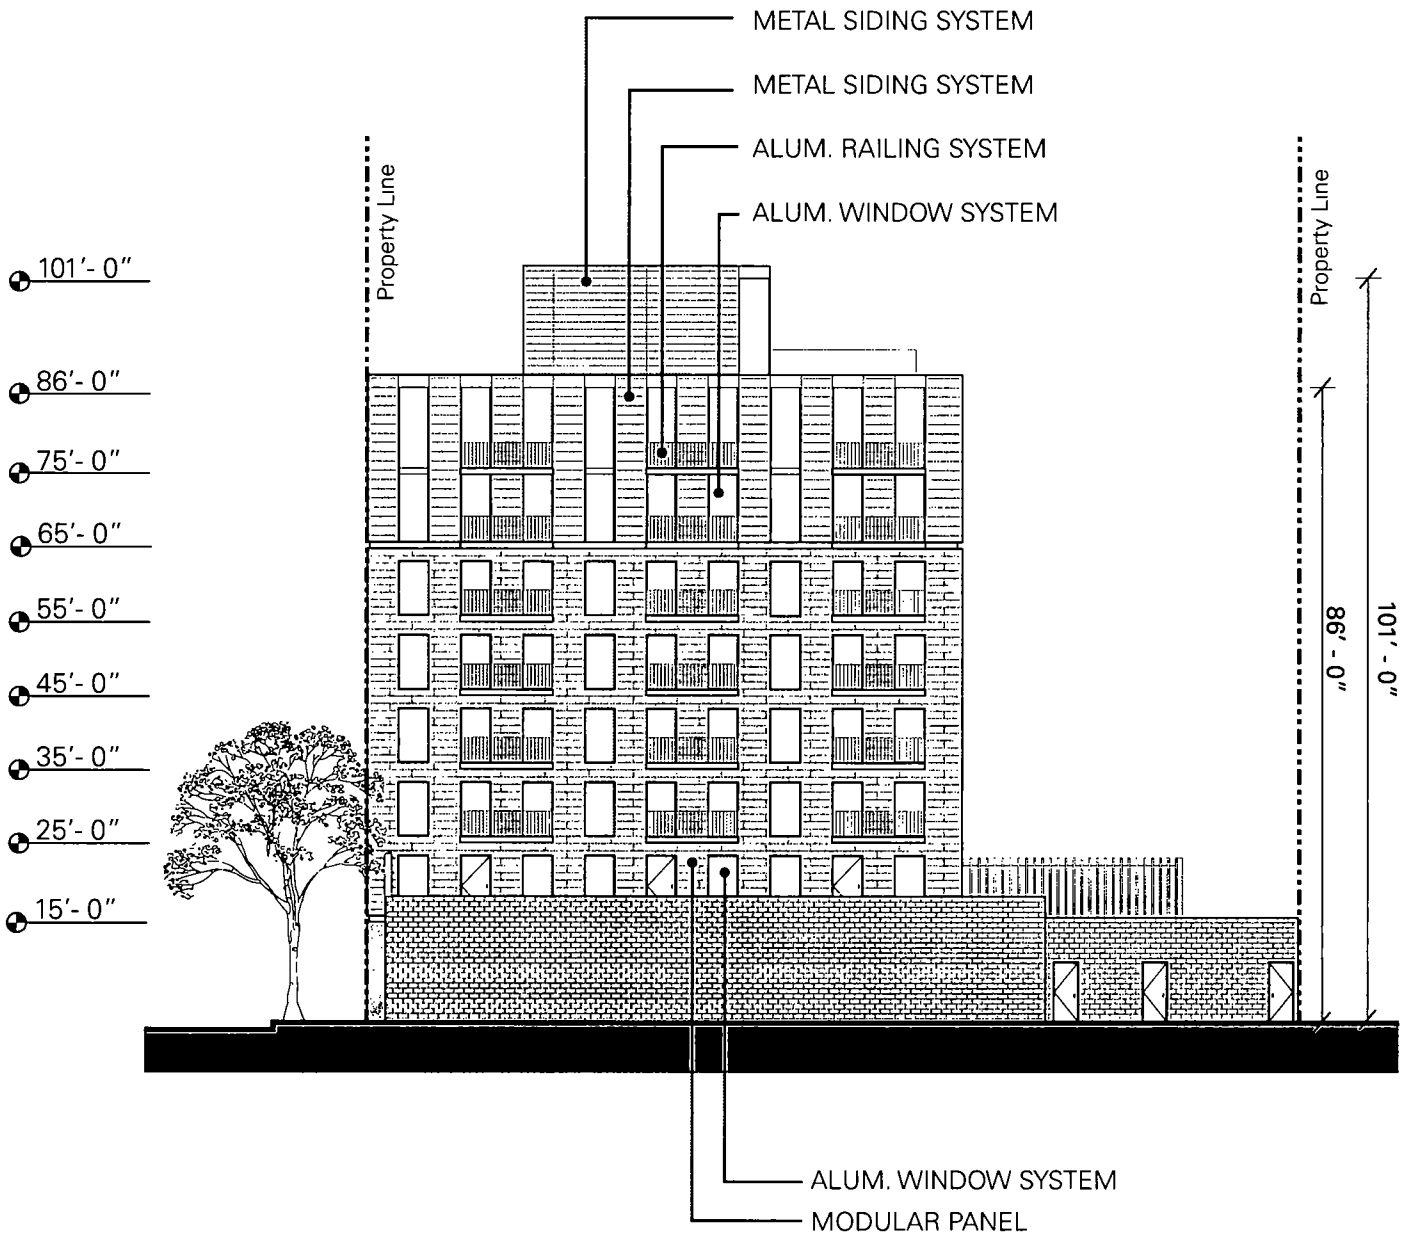 METAL SIDING SYSTEM
METAL SIDING SYSTEM
ALUM. RAILING SYSTEM
ALUM. WINDOW SYSTEM
Property Line
Property Line
101'- 0"
86'- 0"
75'- 0"
65'- 0"
55'- 0"
45'- 0"
35'- 0"
25'- 0"
15'- 0"
86' - 0"
101' - 0"
ALUM. WINDOW SYSTEM
MODULAR PANEL